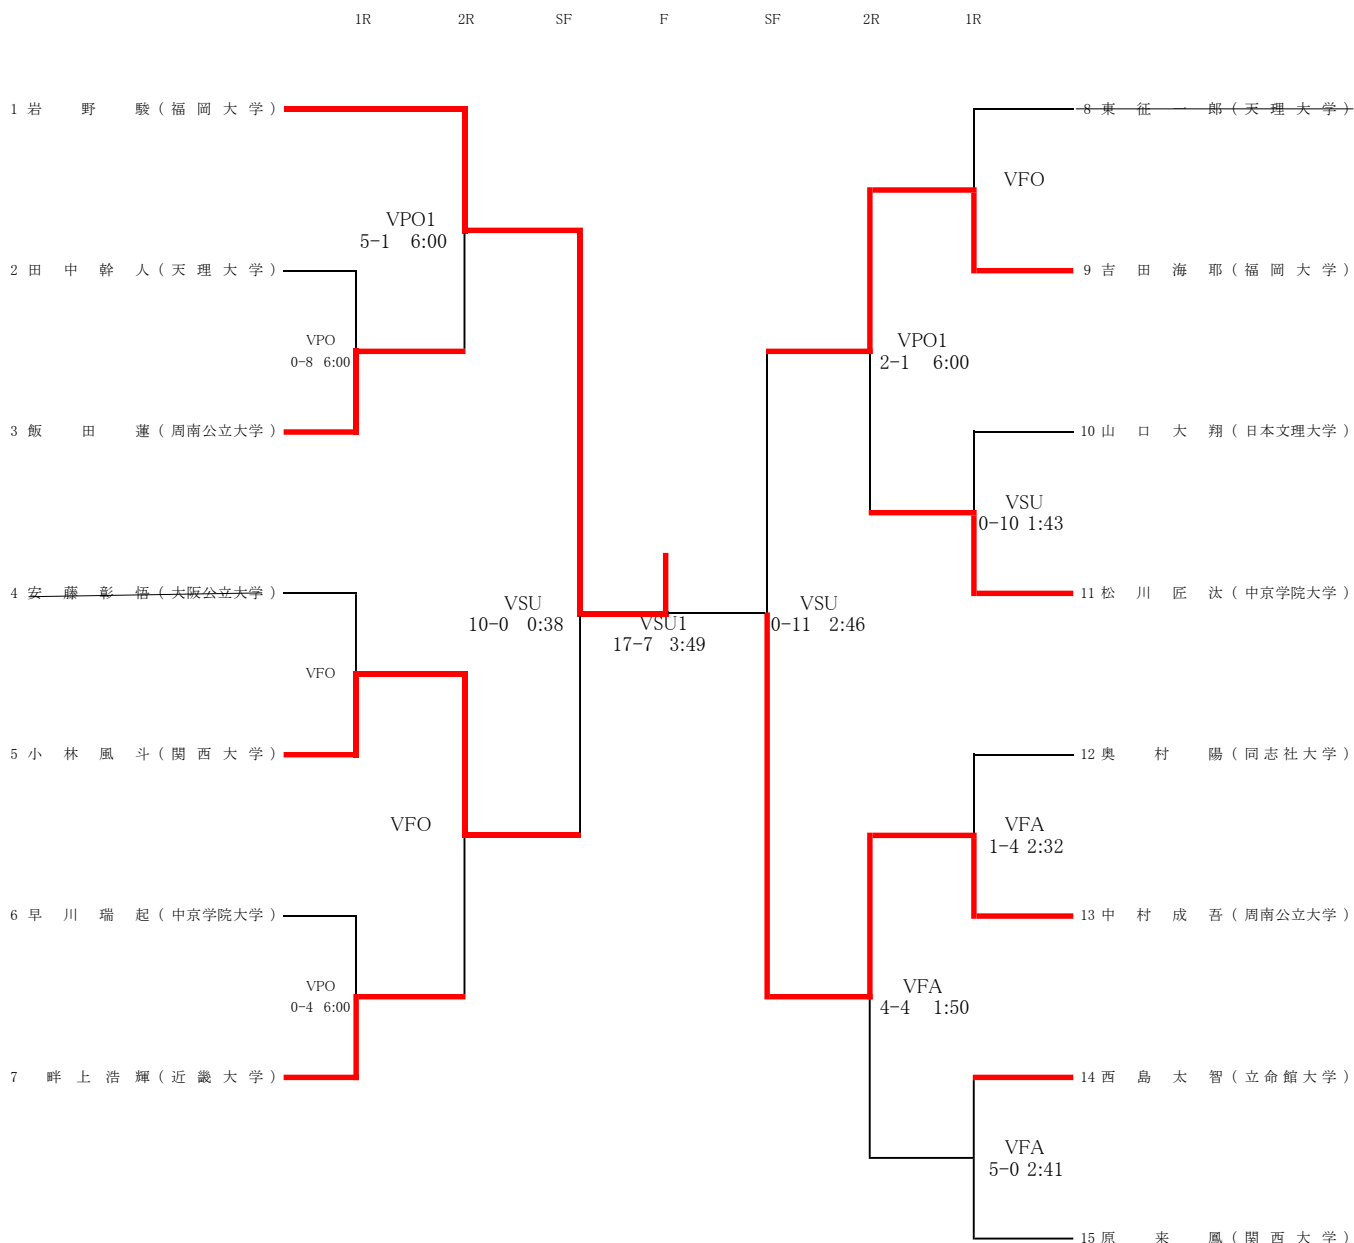 1R 2R SF F SF 2R 1R
1 岩野駿(福岡大学)
8 東征一郎(天理大学)
VFO
VPO1
5-1 6:00
2 田中幹人(天理大学)
9 吉田海耶(福岡大学)
VPO
0-8 6:00
VPO1
2-1 6:00
3 飯田蓮(周南公立大学)
10 山口大翔(日本文理大学)
VSU
0-10 1:43
4 安藤彰悟(大阪公立大学)
11 松川匠汰(中京学院大学)
VSU
10-0 0:38
VSU1
17-7 3:49
VSU
0-11 2:46
VFO
5 小林風斗(関西大学)
12 奥村陽(同志社大学)
VFO
VFA
1-4 2:32
6 早川瑞起(中京学院大学)
13 中村成吾(周南公立大学)
VPO
0-4 6:00
VFA
4-4 1:50
7 畔上浩輝(近畿大学)
14 西島太智(立命館大学)
VFA
5-0 2:41
15 原来鳳(関西大学)